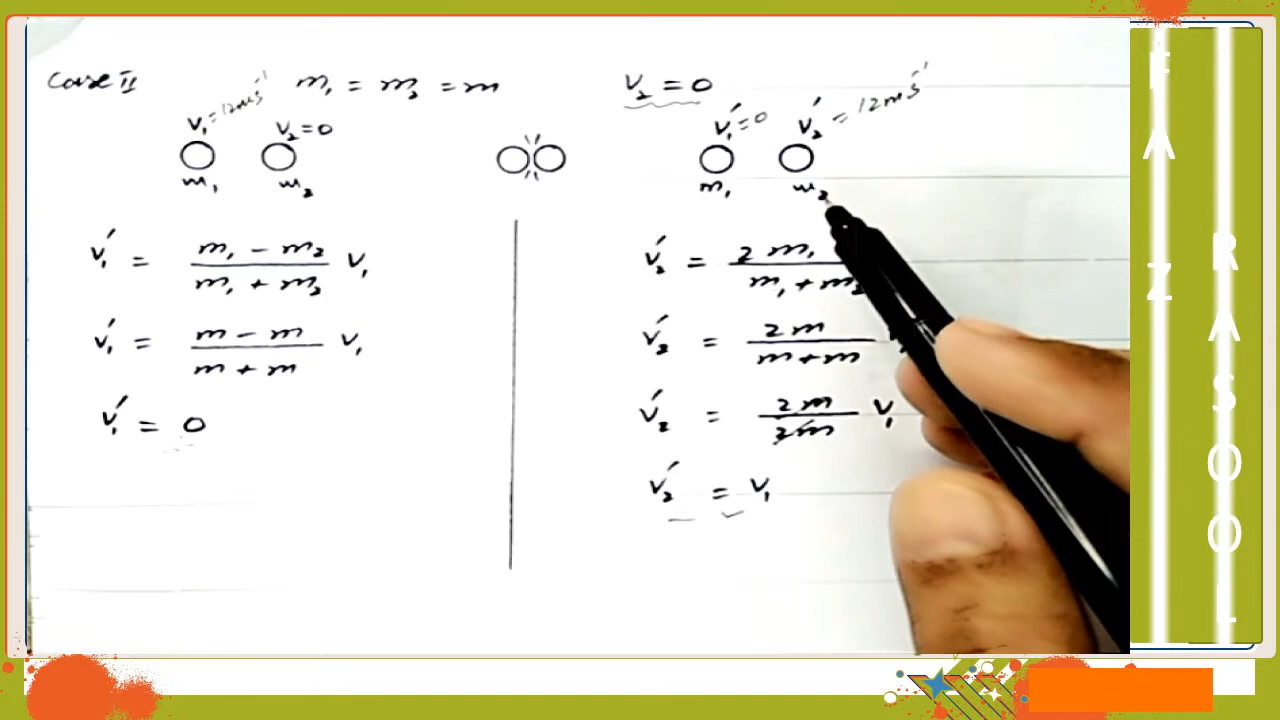 Case II m₁ = m₂ = m v₂ = 0
v₁ = 12ms⁻¹ v₂ = 0 v₁′ = 0 v₂′ = 12ms⁻¹
m₁ m₂ m₁ m₂
v₁′ = (m₁ - m₂)/(m₁ + m₂) v₁
v₁′ = (m - m)/(m + m) v₁
v₁′ = 0
v₂′ = 2m₁/(m₁ + m₂
v₂′ = 2m/(m + m)
v₂′ = 2m/2m v₁
v₂′ = v₁
FAZ
RASOOL